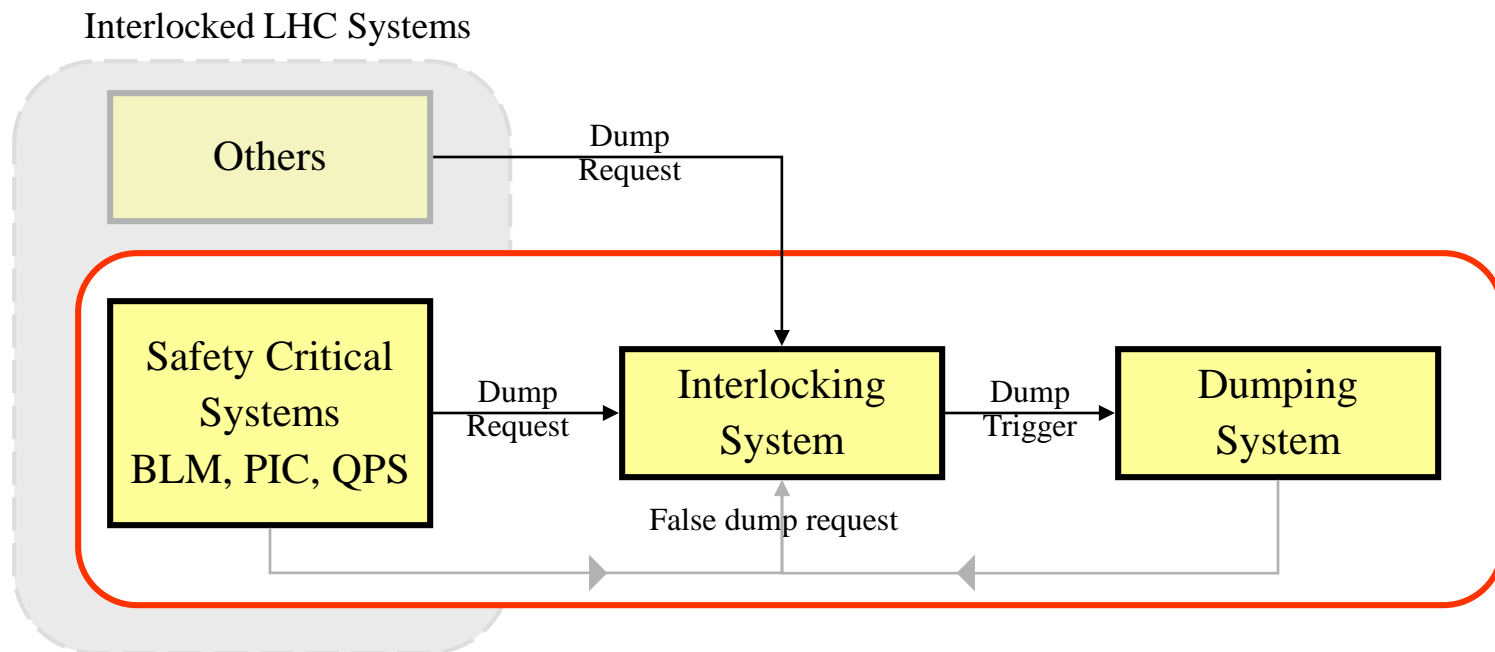 Interlocked LHC Systems
Others
Dump
Request
Safety Critical
Systems
BLM, PIC, QPS
Dump
Request
Interlocking
System
Dump
Trigger
Dumping
System
False dump request